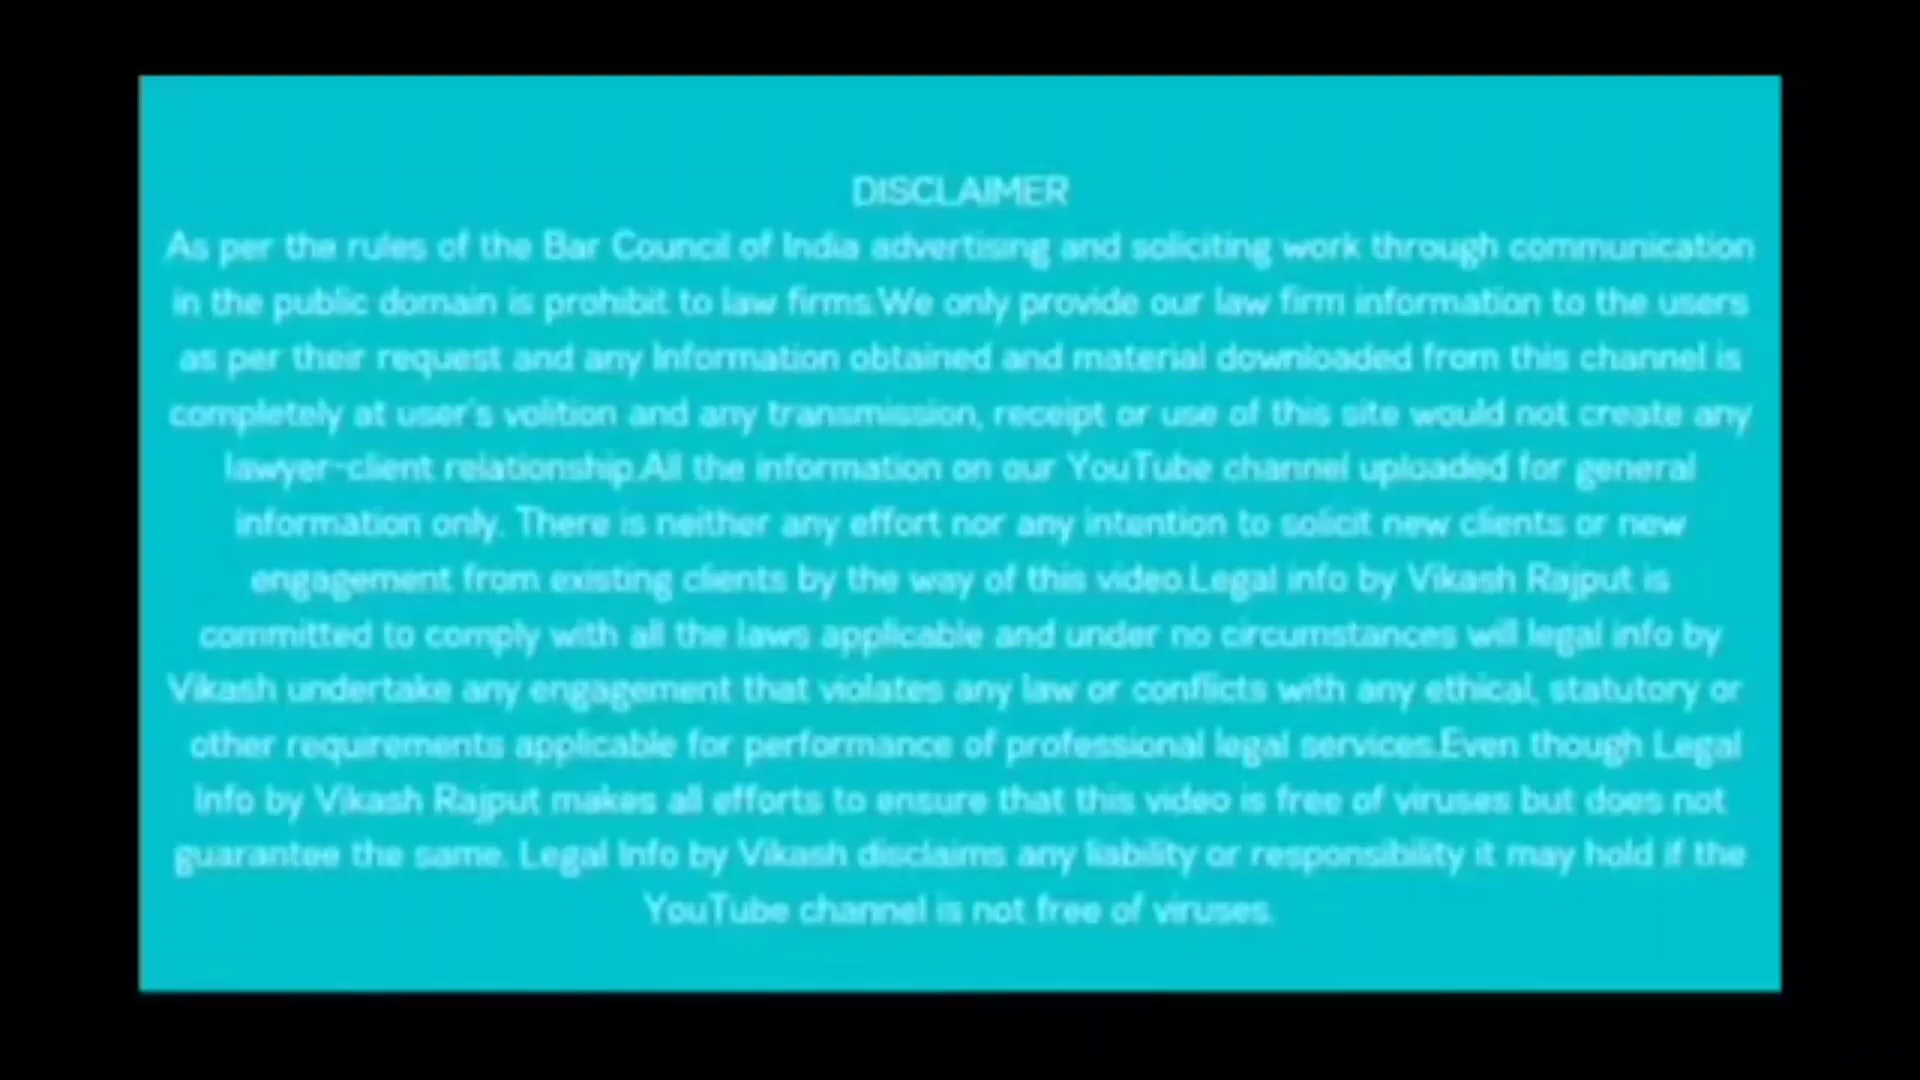 DISCLAIMER
As per the rules of the Bar Council of India advertising and soliciting work through communication
in the public domain is prohibit to law firms.We only provide our law firm information to the users
as per their request and any Information obtained and material downloaded from this channel is
completely at user's volition and any transmission, receipt or use of this site would not create any
lawyer-client relationship.All the information on our YouTube channel uploaded for general
information only. There is neither any effort nor any intention to solicit new clients or new
engagement from existing clients by the way of this video.Legal info by Vikash Rajput is
committed to comply with all the laws applicable and under no circumstances will legal info by
Vikash undertake any engagement that violates any law or conflicts with any ethical, statutory or
other requirements applicable for performance of professional legal services.Even though Legal
Info by Vikash Rajput makes all efforts to ensure that this video is free of viruses but does not
guarantee the same. Legal Info by Vikash disclaims any liability or responsibility it may hold if the
YouTube channel is not free of viruses.